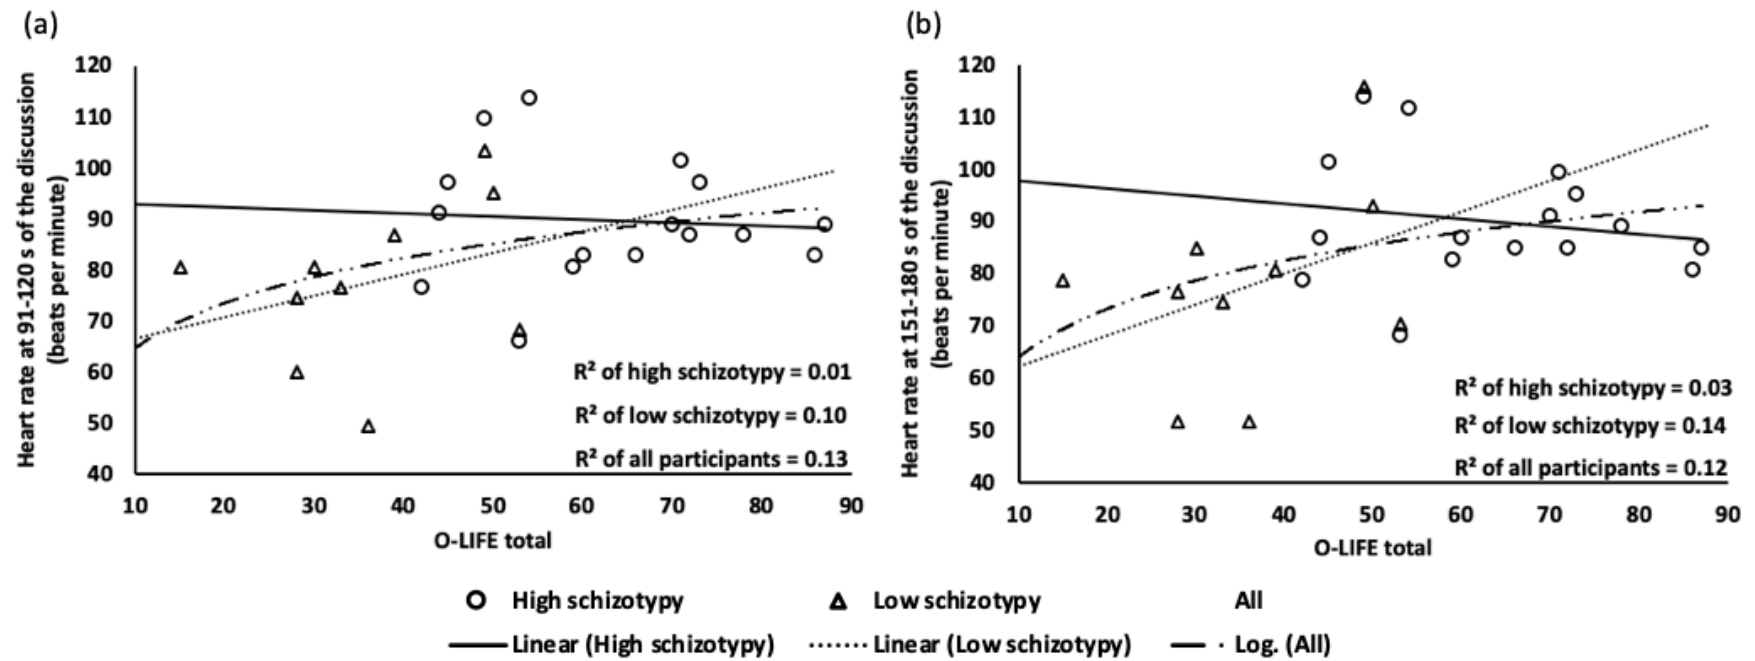 (a)
Heart rate at 91-120 s of the discussion
(beats per minute)
120
110
100
90
80
70
60
50
40
R² of high schizotypy = 0.01
R² of low schizotypy = 0.10
R² of all participants = 0.13
10 20 30 40 50 60 70 80 90
O-LIFE total
(b)
Heart rate at 151-180 s of the discussion
(beats per minute)
120
110
100
90
80
70
60
50
40
R² of high schizotypy = 0.03
R² of low schizotypy = 0.14
R² of all participants = 0.12
10 20 30 40 50 60 70 80 90
O-LIFE total
High schizotypy Low schizotypy All
Linear (High schizotypy) Linear (Low schizotypy) Log. (All)